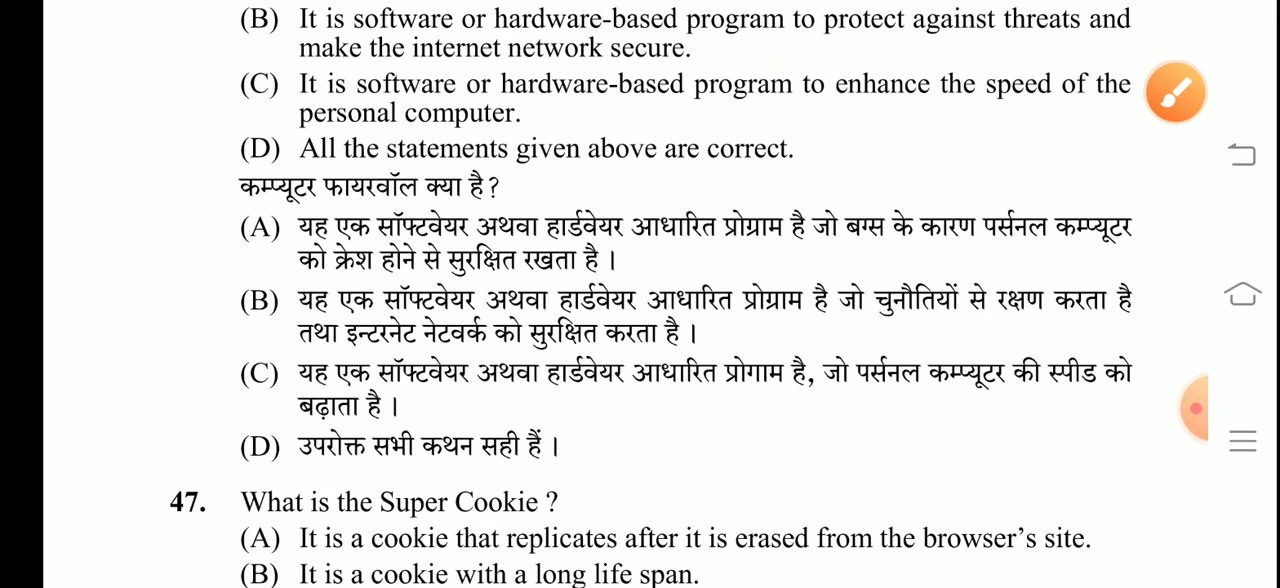 (B) It is software or hardware-based program to protect against threats and
make the internet network secure.
(C) It is software or hardware-based program to enhance the speed of the
personal computer.
(D) All the statements given above are correct.
कम्प्यूटर फायरवॉल क्या है ?
(A) यह एक सॉफ्टवेयर अथवा हार्डवेयर आधारित प्रोग्राम है जो बग्स के कारण पर्सनल कम्प्यूटर
को क्रेश होने से सुरक्षित रखता है ।
(B) यह एक सॉफ्टवेयर अथवा हार्डवेयर आधारित प्रोग्राम है जो चुनौतियों से रक्षण करता है
तथा इन्टरनेट नेटवर्क को सुरक्षित करता है ।
(C) यह एक सॉफ्टवेयर अथवा हार्डवेयर आधारित प्रोगाम है, जो पर्सनल कम्प्यूटर की स्पीड को
बढ़ाता है ।
(D) उपरोक्त सभी कथन सही हैं ।
47. What is the Super Cookie ?
(A) It is a cookie that replicates after it is erased from the browser's site.
(B) It is a cookie with a long life span.